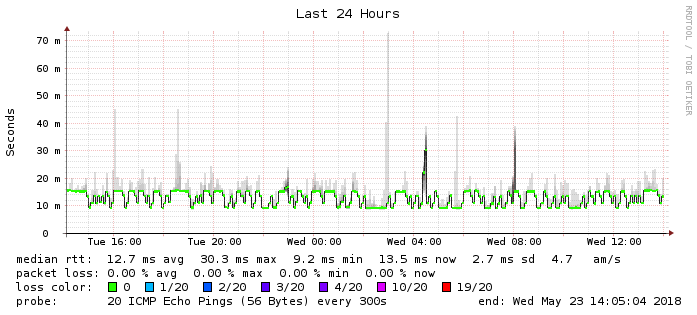 Last 24 Hours
RRDTOOL / TOBI OETIKER
Seconds
70 m
60 m
50 m
40 m
30 m
20 m
10 m
0
Tue 16:00 Tue 20:00 Wed 00:00 Wed 04:00 Wed 08:00 Wed 12:00
median rtt: 12.7 ms avg 30.3 ms max 9.2 ms min 13.5 ms now 2.7 ms sd 4.7 am/s
packet loss: 0.00 % avg 0.00 % max 0.00 % min 0.00 % now
loss color: 0 1/20 2/20 3/20 4/20 10/20 19/20
probe: 20 ICMP Echo Pings (56 Bytes) every 300s end: Wed May 23 14:05:04 2018